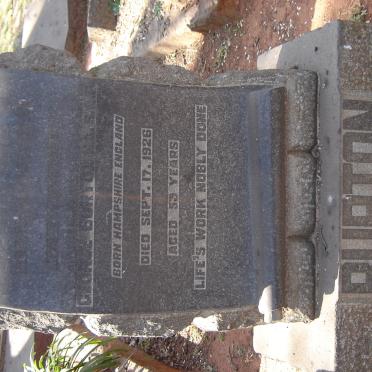 BORN HAMPSHIRE ENGLAND
DIED SEPT. 17. 1926
AGED 53 YEARS
LIFE'S WORK NOBLY DONE